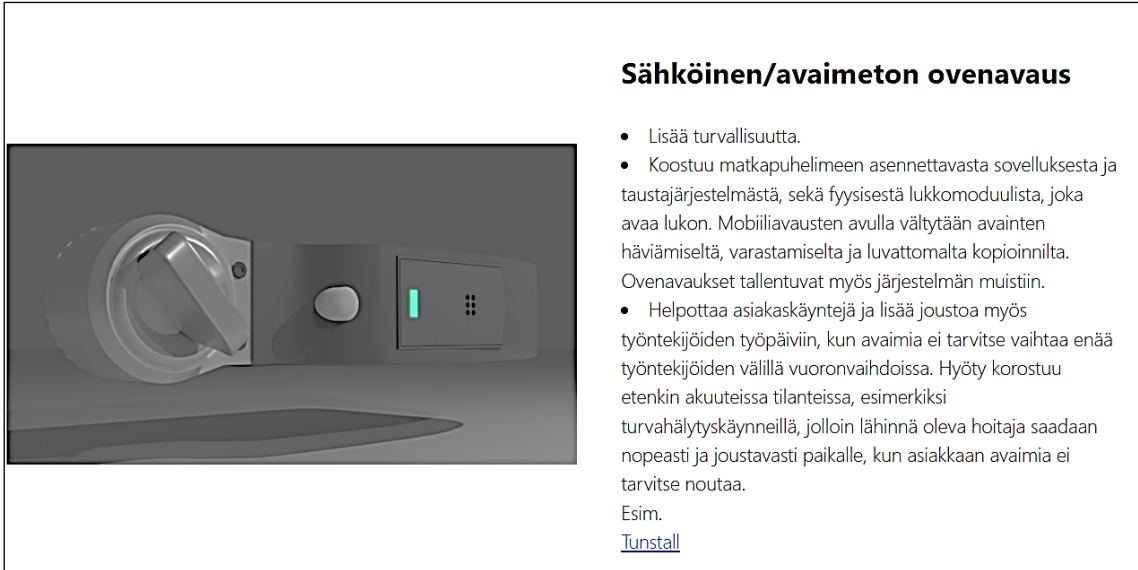 Sähköinen/avaimeton ovenavaus
• Lisää turvallisuutta.
• Koostuu matkapuhelimeen asennettavasta sovelluksesta ja
taustajärjestelmästä, sekä fyysisestä lukkomoduulista, joka
avaa lukon. Mobiiliavausten avulla vältytään avainten
häviämiseltä, varastamiselta ja luvattomalta kopioinnilta.
Ovenavaukset tallentuvat myös järjestelmän muistiin.
• Helpottaa asiakaskäyntejä ja lisää joustoa myös
työntekijöiden työpäiviin, kun avaimia ei tarvitse vaihtaa enää
työntekijöiden välillä vuoronvaihdoissa. Hyöty korostuu
etenkin akuuteissa tilanteissa, esimerkiksi
turvahälytyskäynneillä, jolloin lähinnä oleva hoitaja saadaan
nopeasti ja joustavasti paikalle, kun asiakkaan avaimia ei
tarvitse noutaa.
Esim.
Tunstall